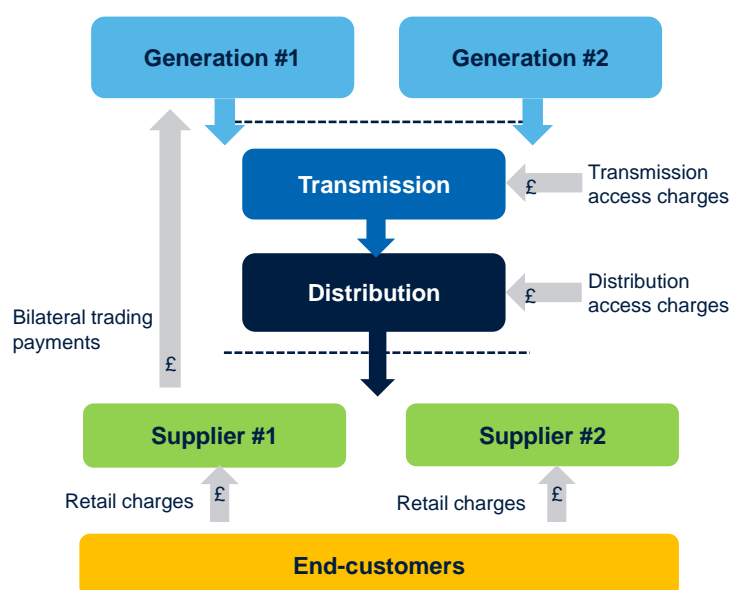 Generation #1
Generation #2
Transmission
£
Transmission
access charges
Distribution
£
Distribution
access charges
Bilateral trading
payments
£
Supplier #1
Supplier #2
Retail charges
£
Retail charges
£
End-customers